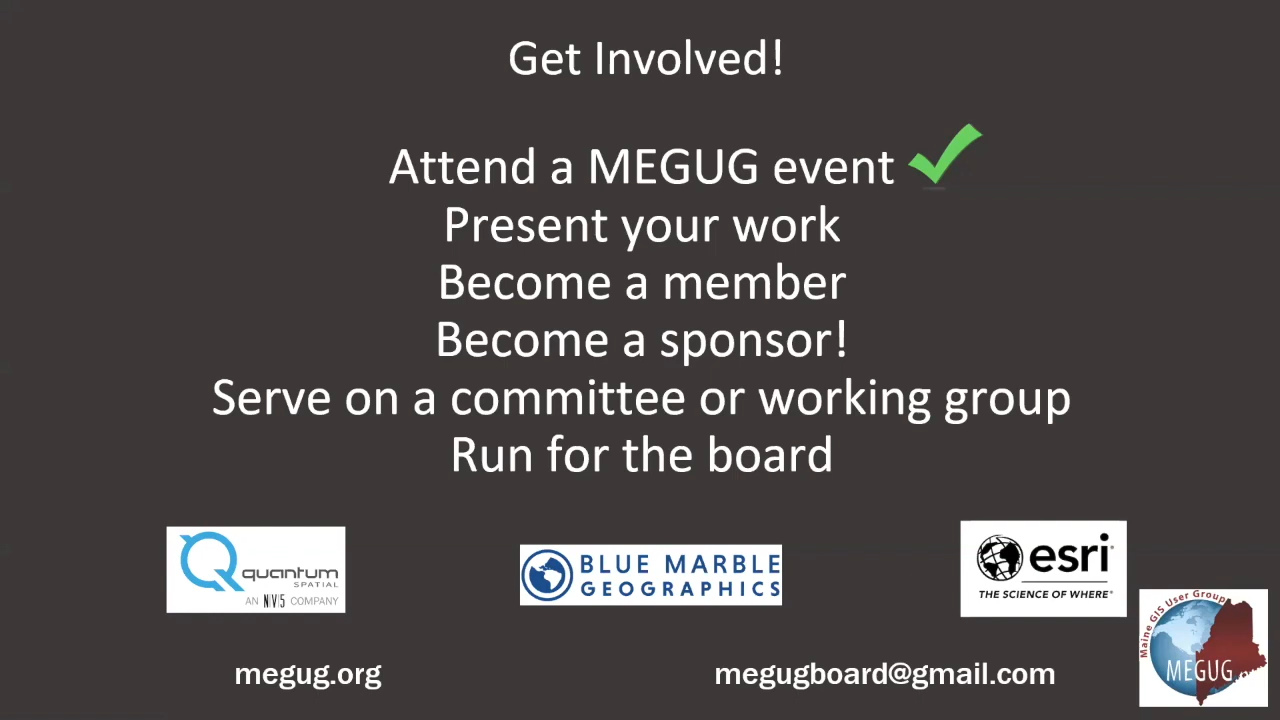 Get Involved!
Attend a MEGUG event
Present your work
Become a member
Become a sponsor!
Serve on a committee or working group
Run for the board
quantum
SPATIAL
AN NV5 COMPANY
BLUE MARBLE
GEOGRAPHICS
esri
THE SCIENCE OF WHERE
Maine GIS User Group
MEGUG
megug.org
megugboard@gmail.com